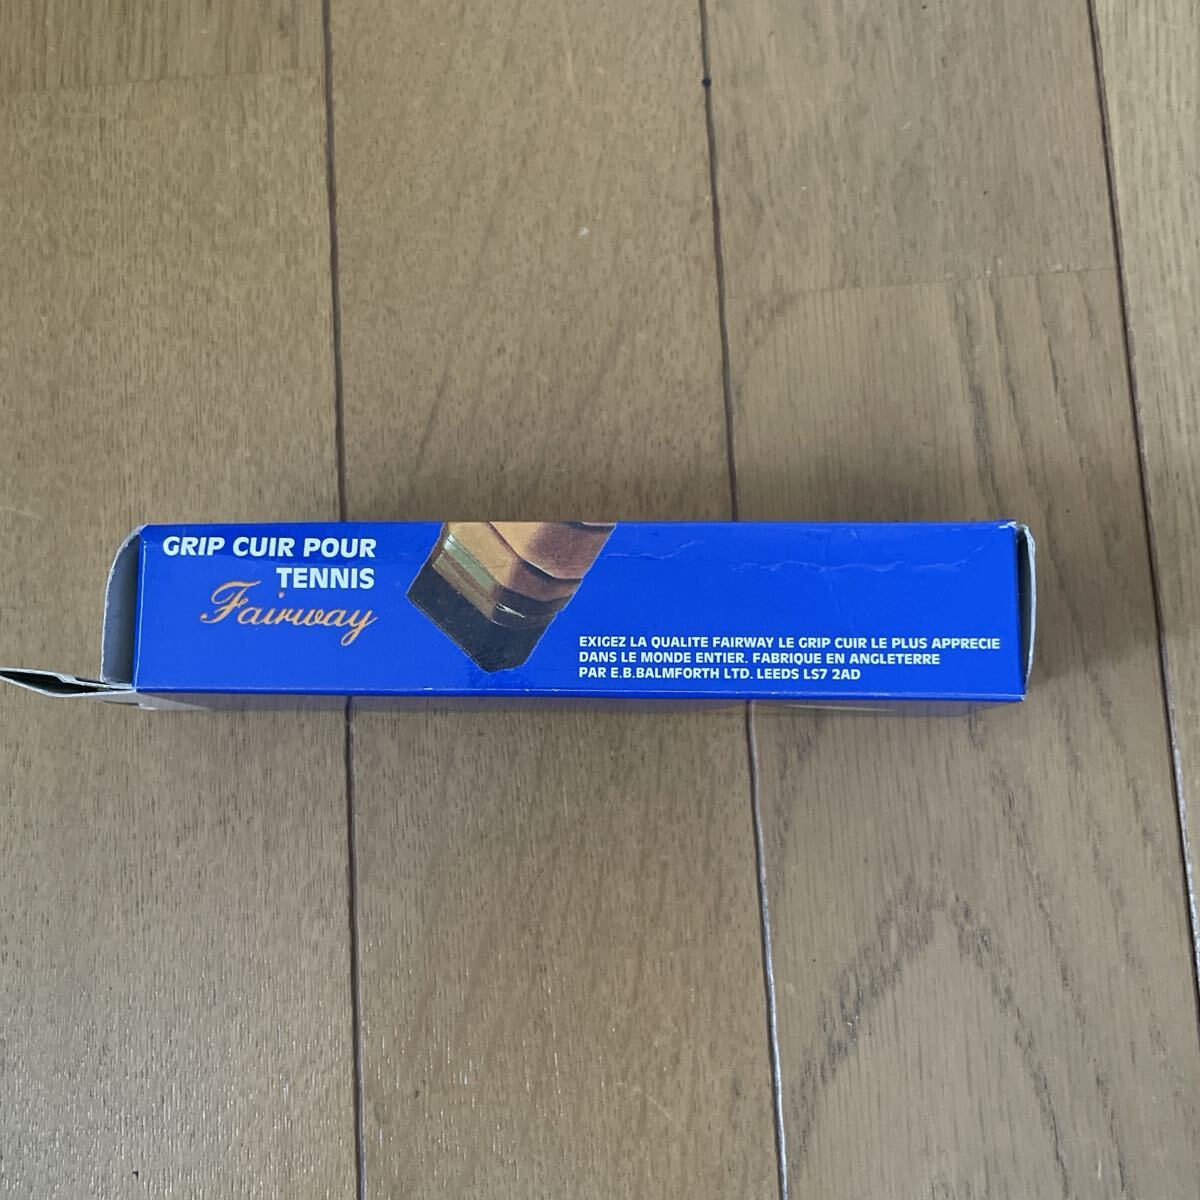 GRIP CUIR POUR
TENNIS
Fairway
EXIGEZ LA QUALITE FAIRWAY LE GRIP CUIR LE PLUS APPRECIE
DANS LE MONDE ENTIER. FABRIQUE EN ANGLETERRE
PAR E.B.BALMFORTH LTD. LEEDS LS7 2AD